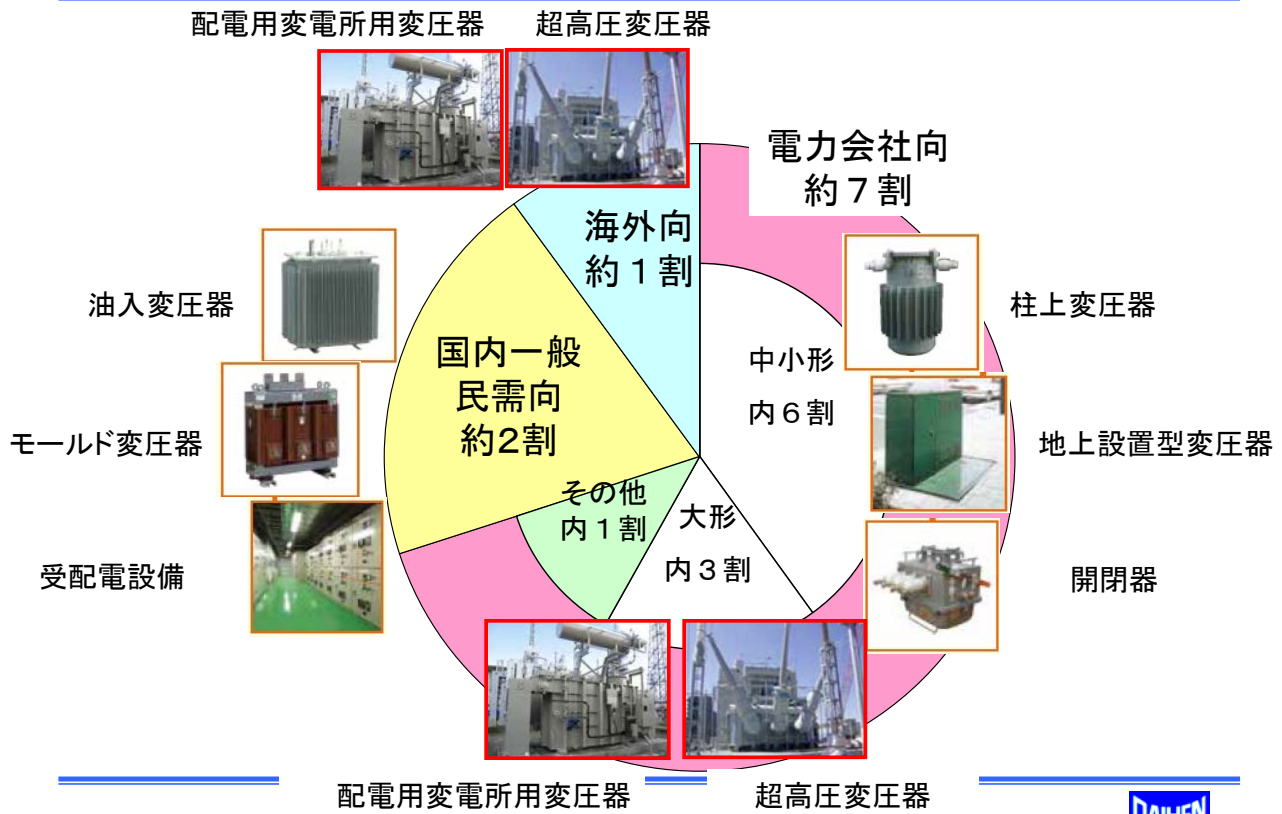 配電用変電所用変圧器
超高圧変圧器
電力会社向
約７割
海外向
約１割
油入変圧器
柱上変圧器
国内一般
民需向
約2割
中小形
内６割
モールド変圧器
地上設置型変圧器
その他
内１割
大形
内３割
受配電設備
開閉器
配電用変電所用変圧器
超高圧変圧器
DAIHEN